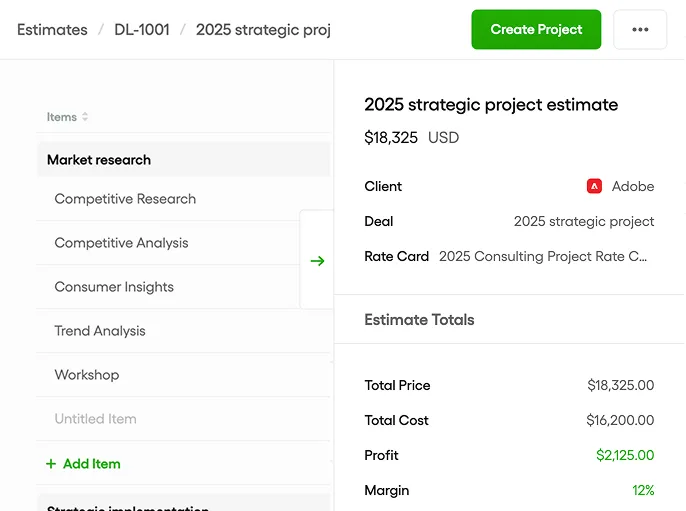 Estimates / DL-1001 / 2025 strategic proj
Create Project
Items
Market research
Competitive Research
Competitive Analysis
Consumer Insights
Trend Analysis
Workshop
Untitled Item
+ Add Item
Strategic implementation
2025 strategic project estimate
$18,325 USD
Client Adobe
Deal 2025 strategic project
Rate Card 2025 Consulting Project Rate C...
Estimate Totals
Total Price $18,325.00
Total Cost $16,200.00
Profit $2,125.00
Margin 12%